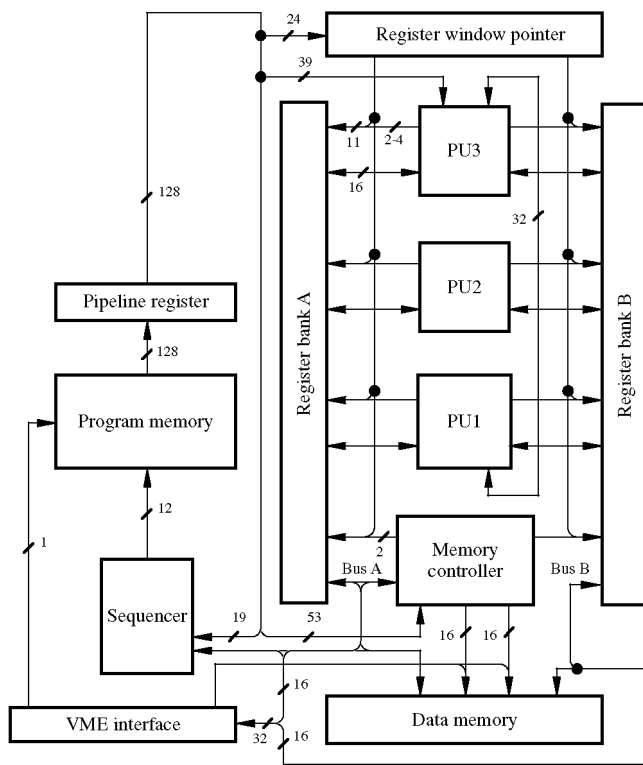 24
Register window pointer
39
11
2-4
PU3
16
128
32
Register bank A
Register bank B
PU2
Pipeline register
128
Program memory
PU1
12
1
2
Memory
controller
Bus A
Bus B
Sequencer
19
53
16
16
16
VME interface
32
16
Data memory